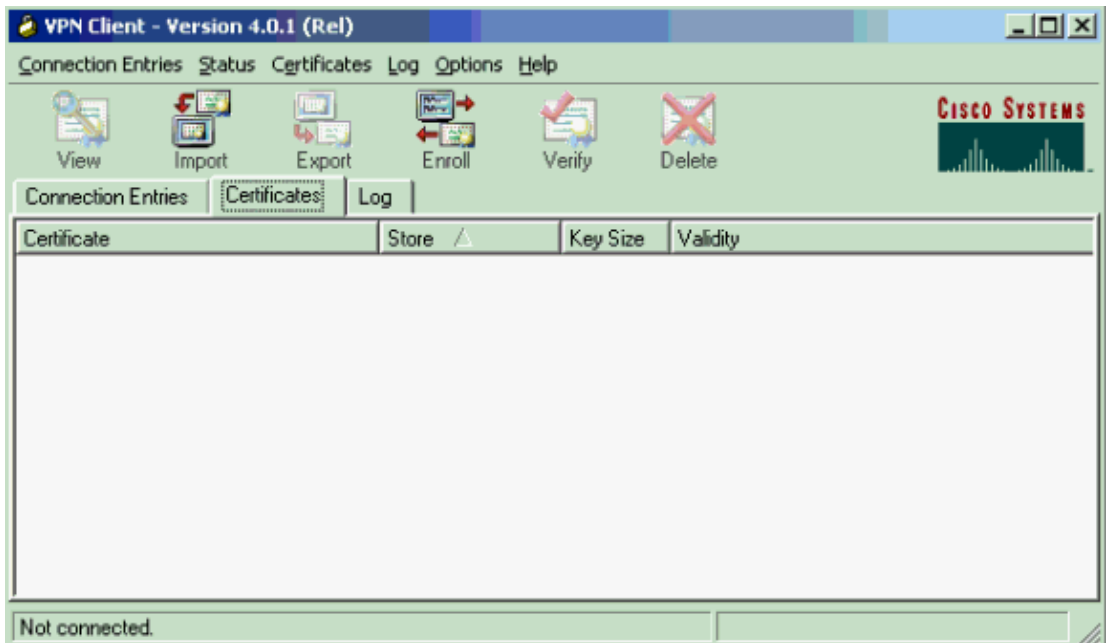 VPN Client - Version 4.0.1 (Rel)
Connection Entries Status Certificates Log Options Help
View Import Export Enroll Verify Delete
CISCO SYSTEMS
Connection Entries Certificates Log
Certificate Store Key Size Validity
Not connected.